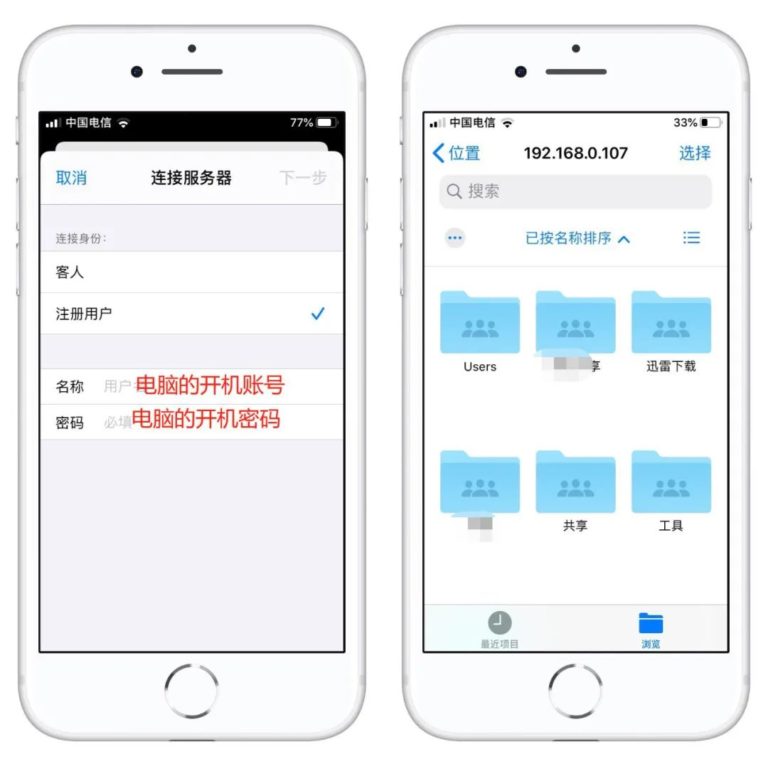 中国电信
77%
取消
连接服务器
下一步
连接身份:
客人
注册用户
名称
用户
电脑的开机账号
密码
必填
电脑的开机密码
中国电信
33%
位置
192.168.0.107
选择
搜索
已按名称排序
Users
享
迅雷下载
共享
工具
最近项目
浏览